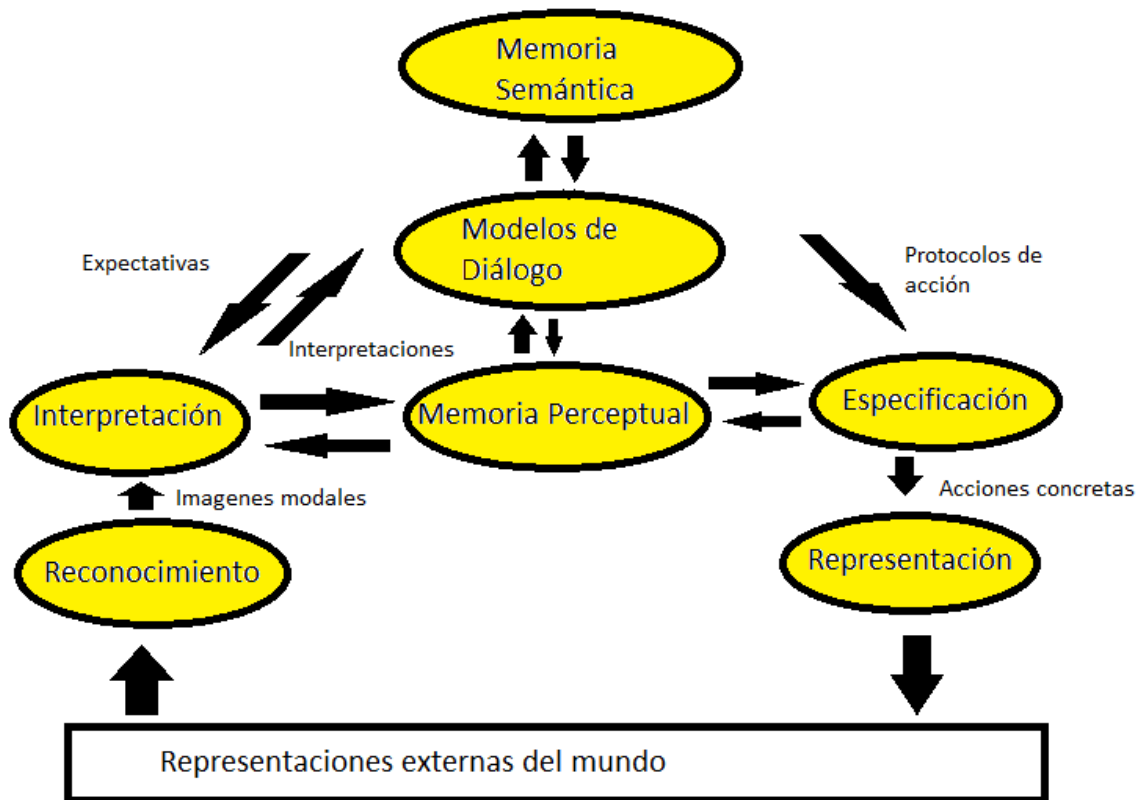 Memoria
Semántica
Modelos de
Diálogo
Expectativas
Protocolos de
acción
Interpretaciones
Interpretación
Memoria Perceptual
Especificación
Imagenes modales
Acciones concretas
Reconocimiento
Representación
Representaciones externas del mundo